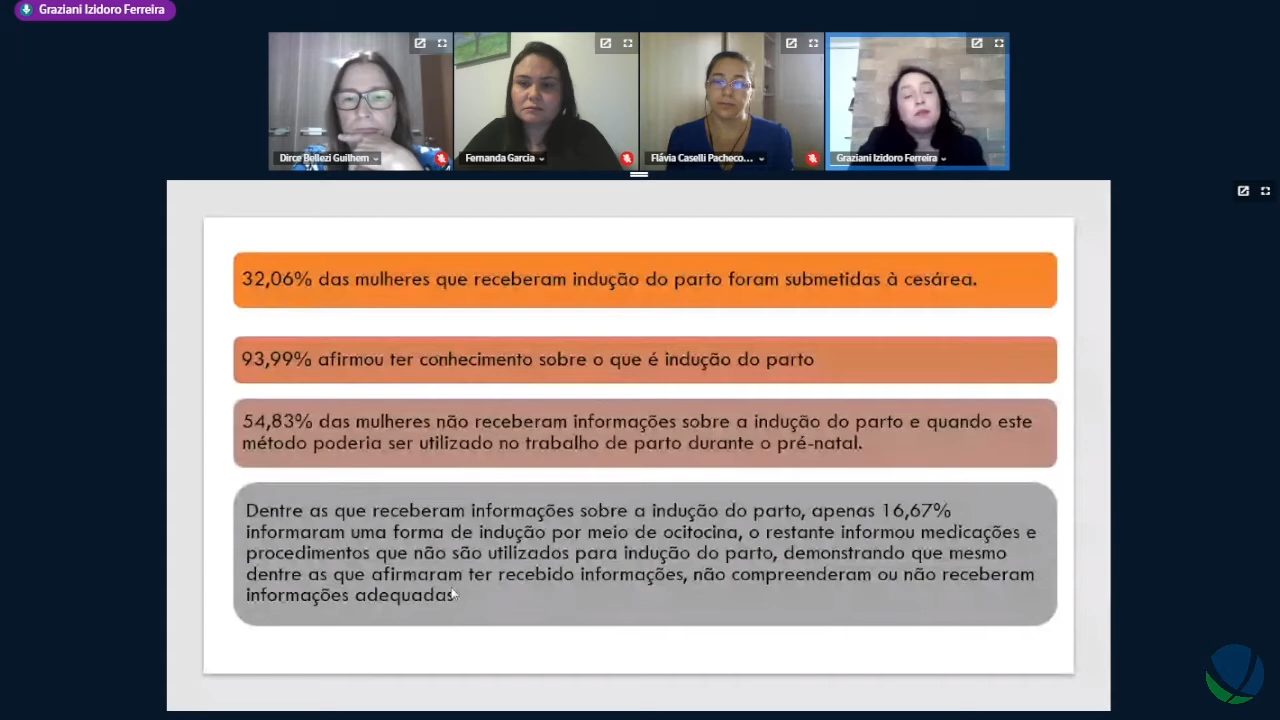 Graziani Izidoro Ferreira
Dirce Bellezi Guilhem
Fernanda Garcia
Flávia Caselli Pacheco...
Graziani Izidoro Ferreira
32,06% das mulheres que receberam indução do parto foram submetidas à cesárea.
93,99% afirmou ter conhecimento sobre o que é indução do parto
54,83% das mulheres não receberam informações sobre a indução do parto e quando este
método poderia ser utilizado no trabalho de parto durante o pré-natal.
Dentre as que receberam informações sobre a indução do parto, apenas 16,67%
informaram uma forma de indução por meio de ocitocina, o restante informou medicações e
procedimentos que não são utilizados para indução do parto, demonstrando que mesmo
dentre as que afirmaram ter recebido informações, não compreenderam ou não receberam
informações adequadas